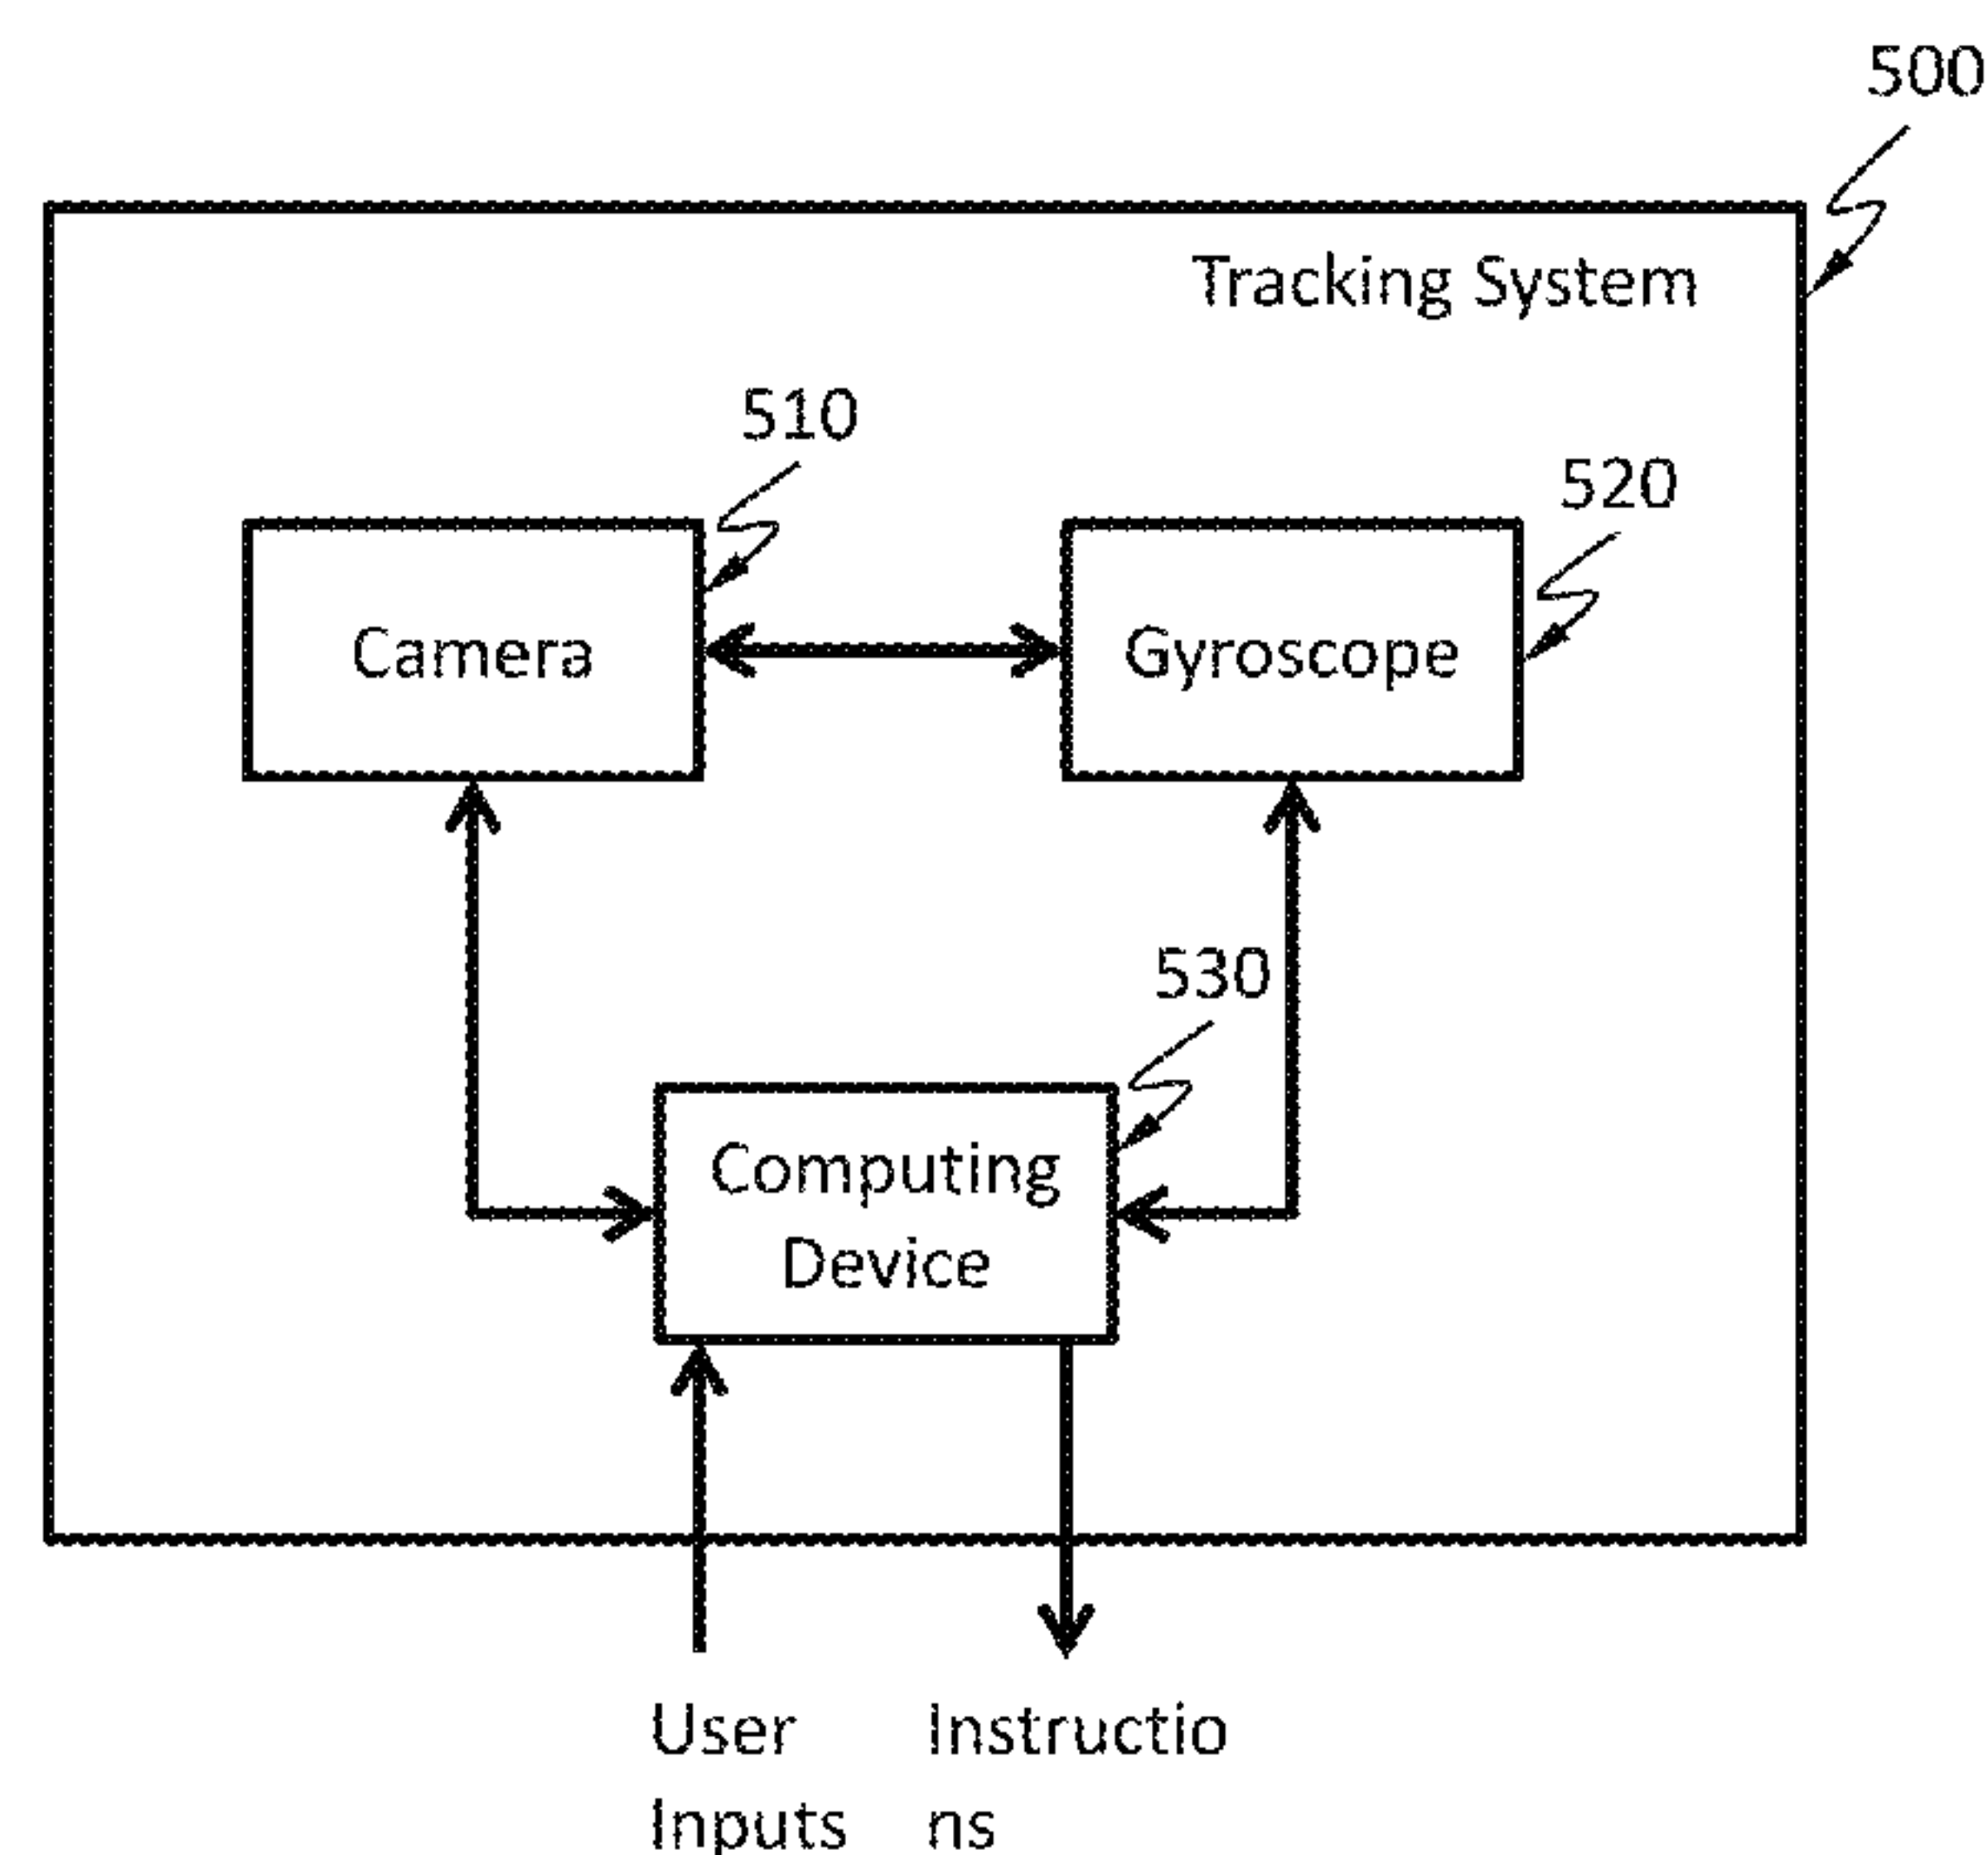 500
Tracking System
510
520
Camera
Gyroscope
530
Computing
Device
User
Inputs
Instructio
ns